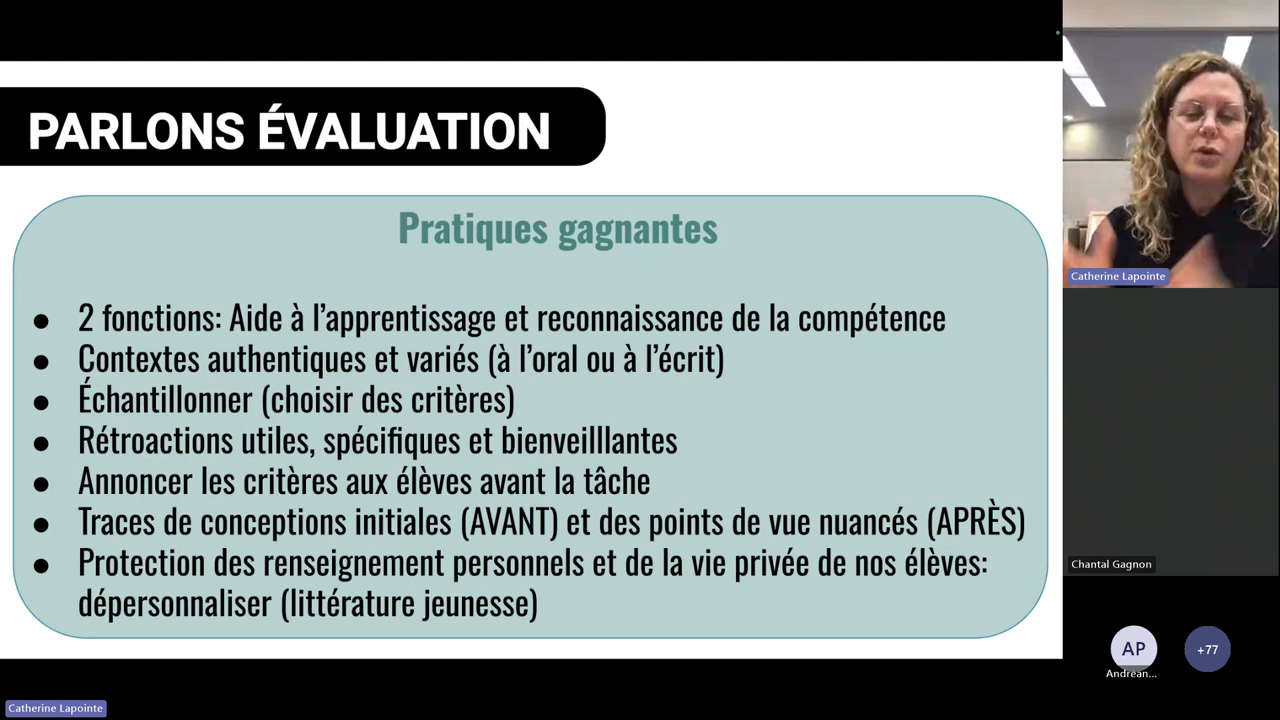 PARLONS ÉVALUATION
Pratiques gagnantes
● 2 fonctions: Aide à l’apprentissage et reconnaissance de la compétence
● Contextes authentiques et variés (à l’oral ou à l’écrit)
● Échantillonner (choisir des critères)
● Rétroactions utiles, spécifiques et bienveilllantes
● Annoncer les critères aux élèves avant la tâche
● Traces de conceptions initiales (AVANT) et des points de vue nuancés (APRÈS)
● Protection des renseignement personnels et de la vie privée de nos élèves:
dépersonnaliser (littérature jeunesse)
Catherine Lapointe
Chantal Gagnon
AP
+77
Andréan...
Catherine Lapointe